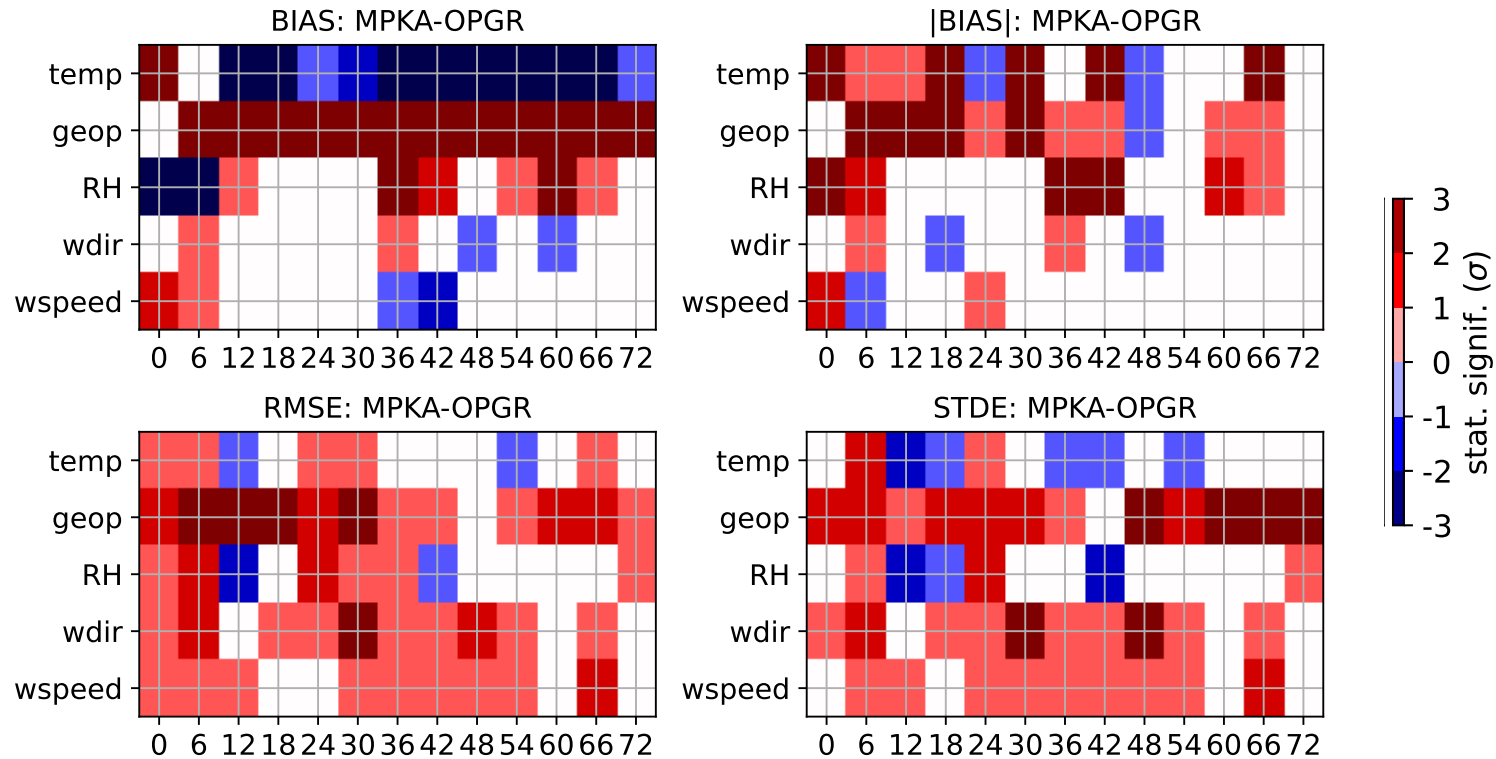 BIAS: MPKA-OPGR
temp
geop
RH
wdir
wspeed
0 6 12 18 24 30 36 42 48 54 60 66 72
|BIAS|: MPKA-OPGR
temp
geop
RH
wdir
wspeed
0 6 12 18 24 30 36 42 48 54 60 66 72
RMSE: MPKA-OPGR
temp
geop
RH
wdir
wspeed
0 6 12 18 24 30 36 42 48 54 60 66 72
STDE: MPKA-OPGR
temp
geop
RH
wdir
wspeed
0 6 12 18 24 30 36 42 48 54 60 66 72
3
2
1
0
-1
-2
-3
stat. signif. (σ)